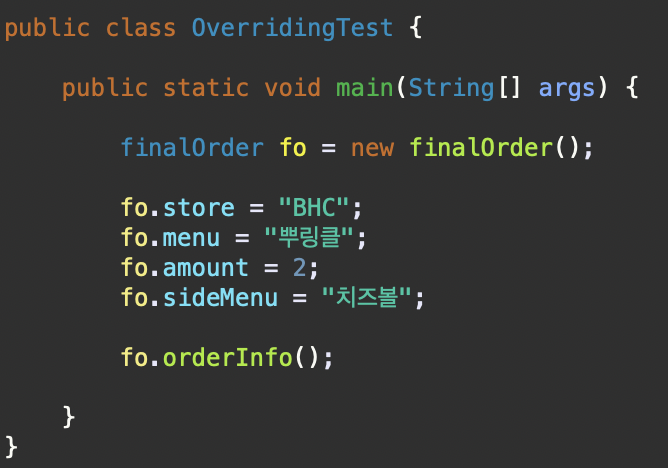 public class OverridingTest {
public static void main(String[] args) {
finalOrder fo = new finalOrder();
fo.store = "BHC";
fo.menu = "뿌링클";
fo.amount = 2;
fo.sideMenu = "치즈볼";
fo.orderInfo();
}
}